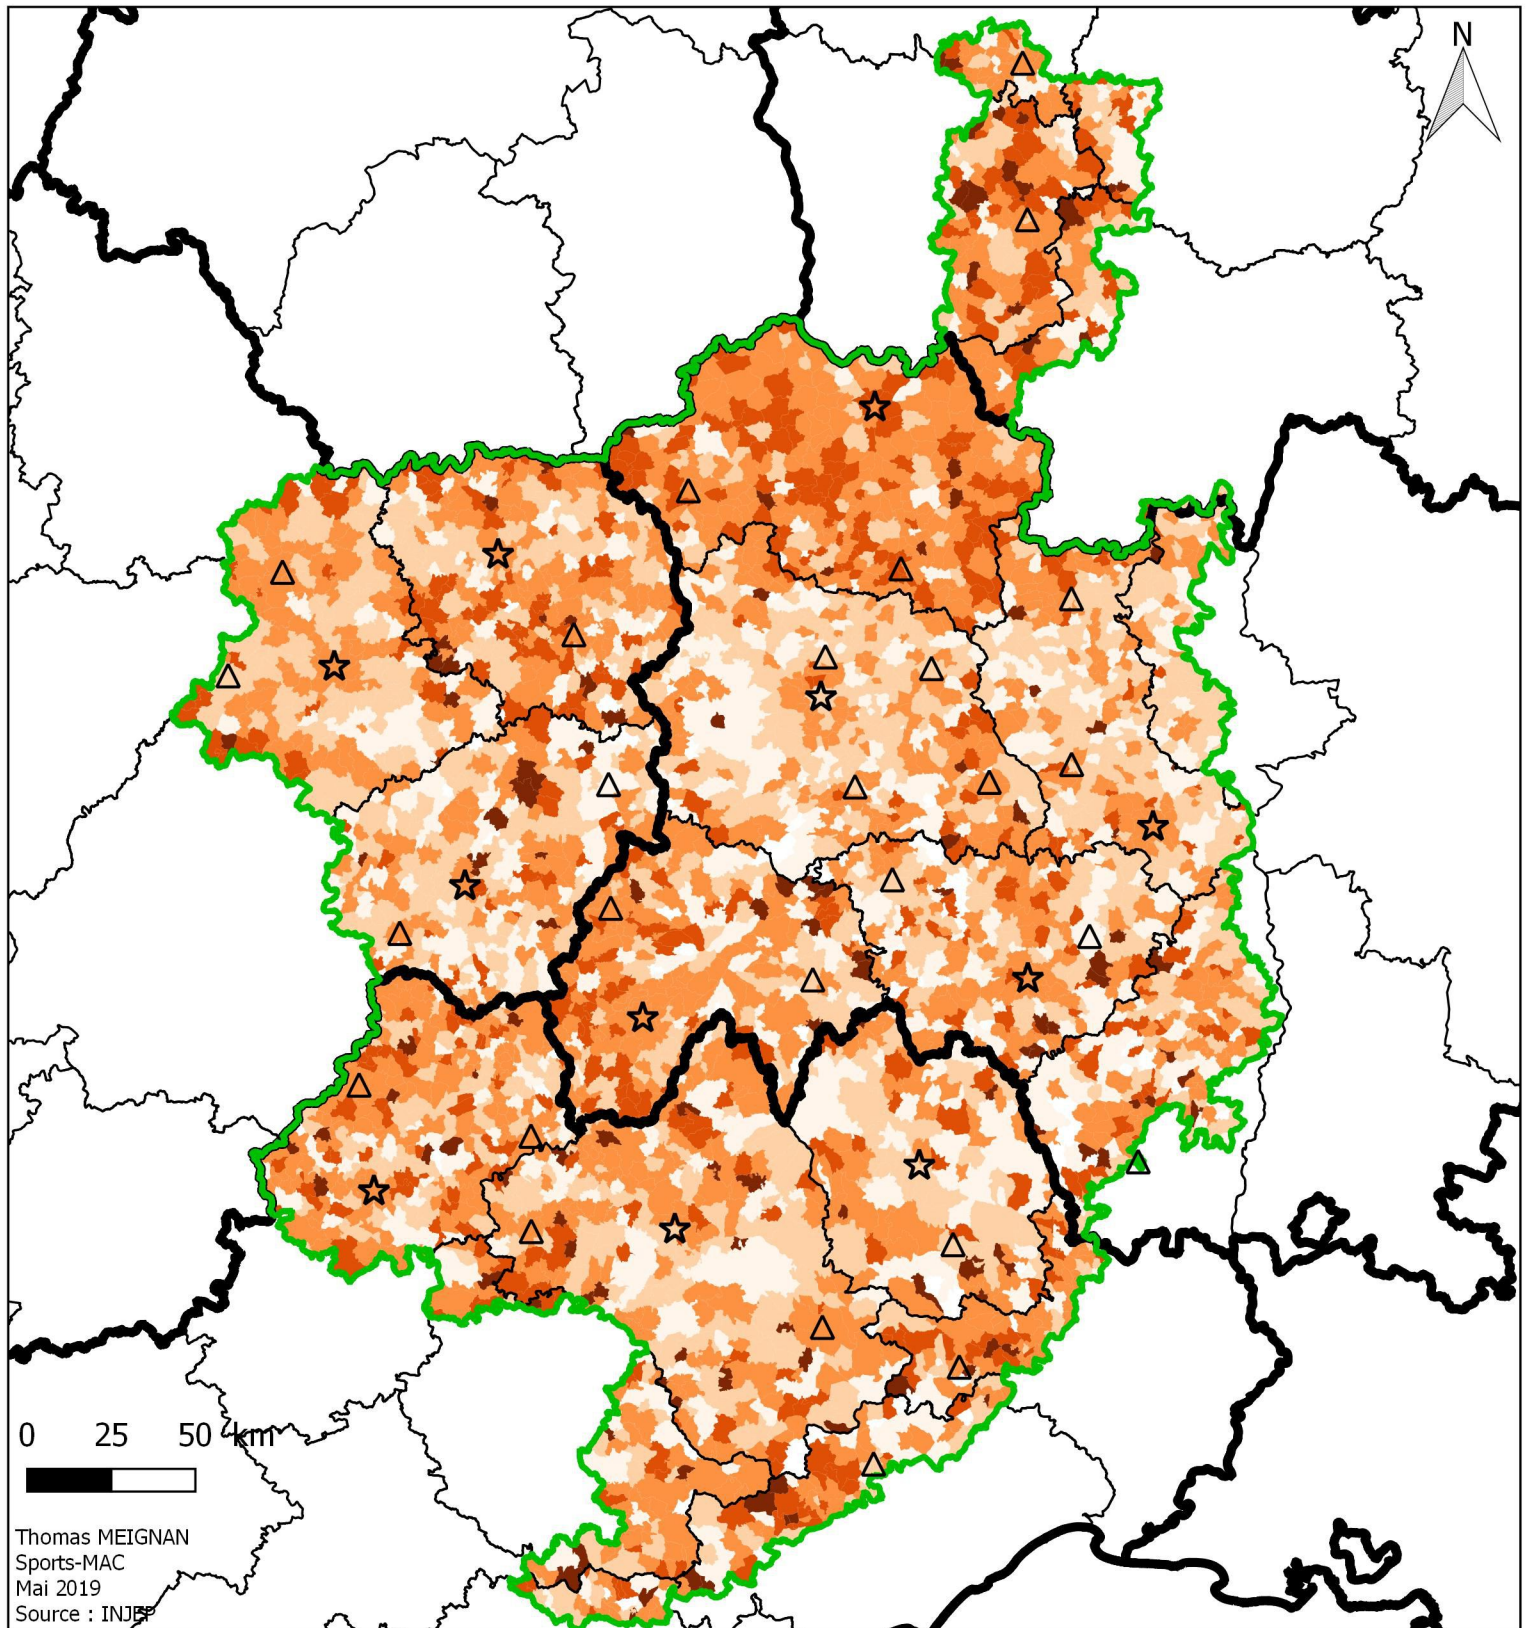 N
0 25 50 km
Thomas MEIGNAN
Sports-MAC
Mai 2019
Source : INJEP